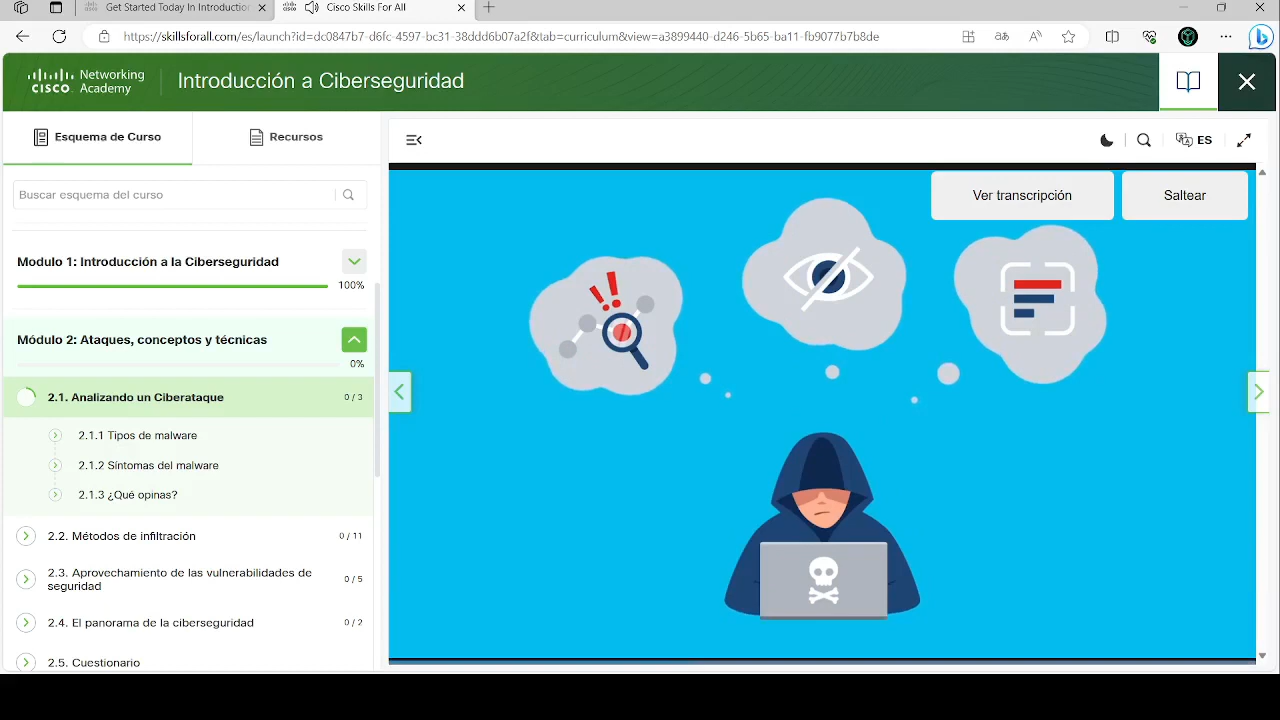 Get Started Today In Introduction
Cisco Skills For All
https://skillsforall.com/es/launch?id=dc0847b7-d6fc-4597-bc31-38ddd6b07a2f&tab=curriculum&view=a3899440-d246-5b65-ba11-fb9077b7b8de
CISCO Networking Academy
Introducción a Ciberseguridad
Esquema de Curso
Recursos
ES
Buscar esquema del curso
Ver transcripción
Saltear
Modulo 1: Introducción a la Ciberseguridad
100%
Módulo 2: Ataques, conceptos y técnicas
0%
2.1. Analizando un Ciberataque 0 / 3
2.1.1 Tipos de malware
2.1.2 Síntomas del malware
2.1.3 ¿Qué opinas?
2.2. Métodos de infiltración 0 / 11
2.3. Aprovechamiento de las vulnerabilidades de
seguridad 0 / 5
2.4. El panorama de la ciberseguridad 0 / 2
2.5. Cuestionario